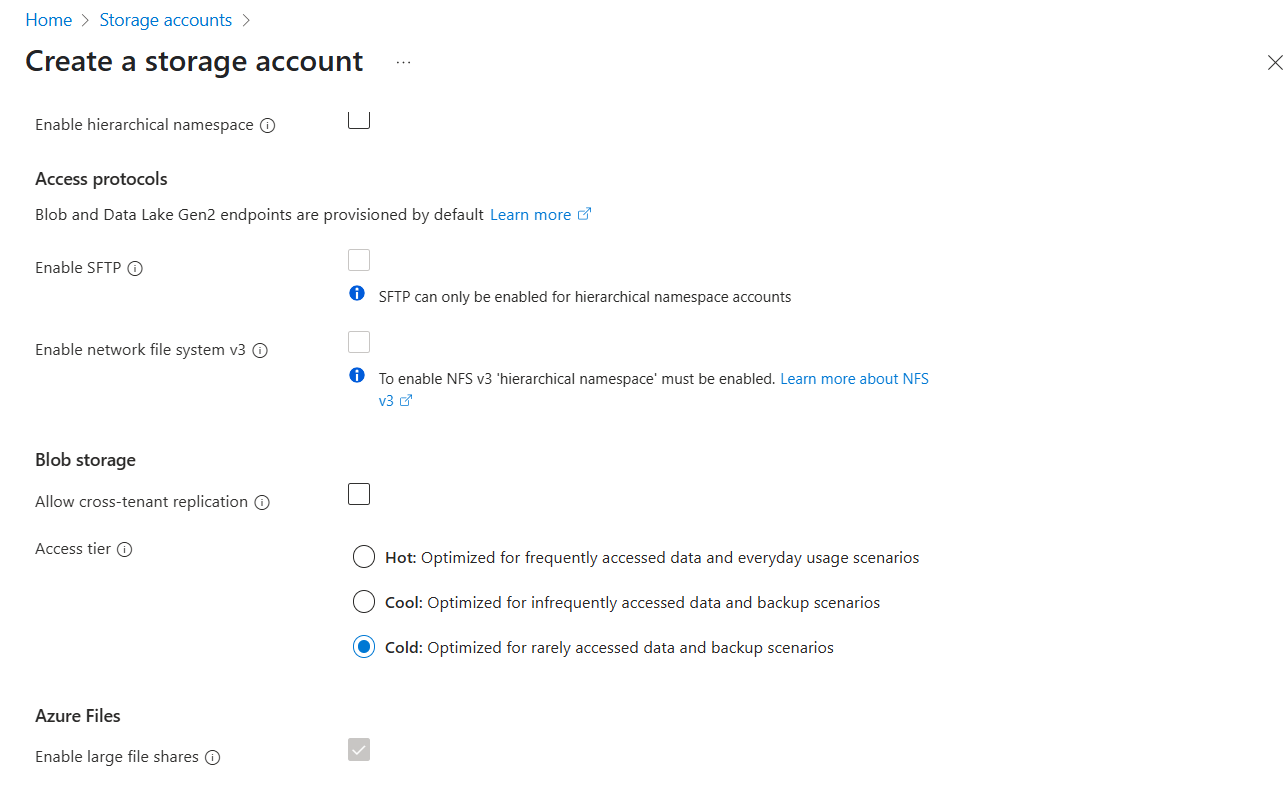 Home > Storage accounts >
Create a storage account ...
Enable hierarchical namespace
Access protocols
Blob and Data Lake Gen2 endpoints are provisioned by default Learn more
Enable SFTP
SFTP can only be enabled for hierarchical namespace accounts
Enable network file system v3
To enable NFS v3 'hierarchical namespace' must be enabled. Learn more about NFS
v3
Blob storage
Allow cross-tenant replication
Access tier
Hot: Optimized for frequently accessed data and everyday usage scenarios
Cool: Optimized for infrequently accessed data and backup scenarios
Cold: Optimized for rarely accessed data and backup scenarios
Azure Files
Enable large file shares